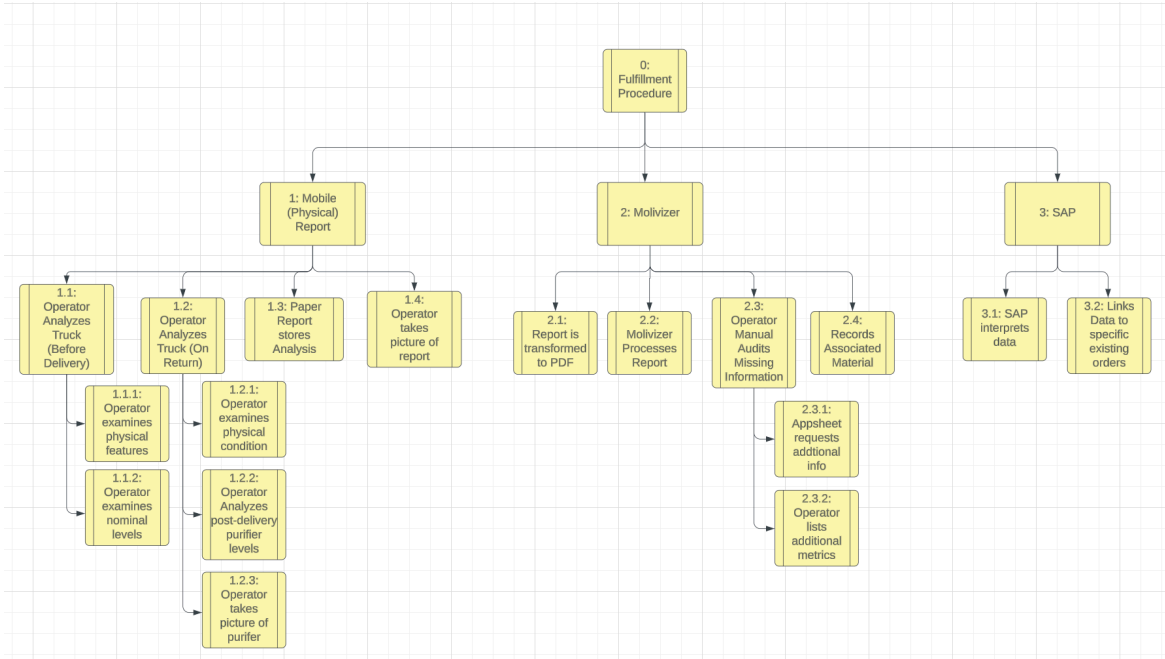 0:
Fulfillment
Procedure
1: Mobile
(Physical)
Report
2: Molivizer
3: SAP
1.1:
Operator
Analyzes
Truck
(Before
Delivery)
1.2:
Operator
Analyzes
Truck (On
Return)
1.3: Paper
Report
stores
Analysis
1.4:
Operator
takes
picture of
report
2.1:
Report is
transformed
to PDF
2.2:
Molivizer
Processes
Report
2.3:
Operator
Manual
Audits
Missing
Information
2.4:
Records
Associated
Material
3.1: SAP
interprets
data
3.2: Links
Data to
specific
existing
orders
1.1.1:
Operator
examines
physical
features
1.1.2:
Operator
examines
nominal
levels
1.2.1:
Operator
examines
physical
condition
1.2.2:
Operator
Analyzes
post-delivery
purifier
levels
1.2.3:
Operator
takes
picture of
purifer
2.3.1:
Appsheet
requests
addtional
info
2.3.2:
Operator
lists
additional
metrics